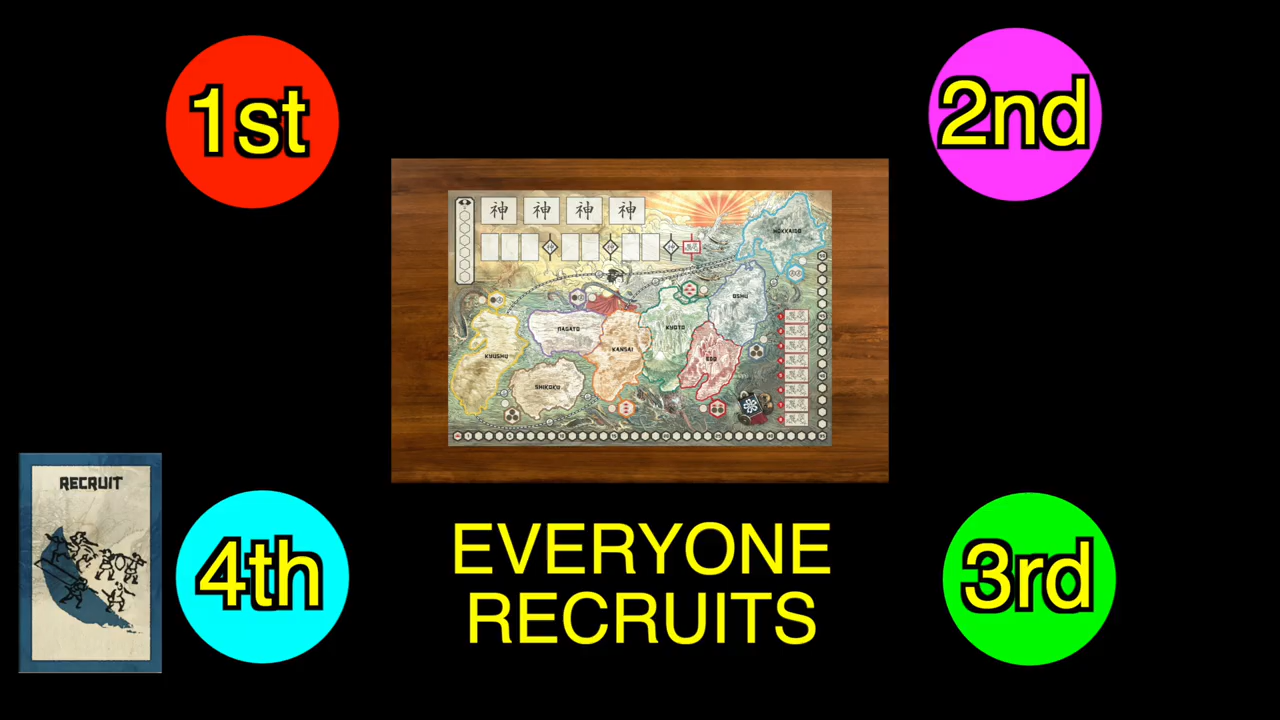 1st
2nd
神 神 神 神
HOKKAIDO
OSHU
NAGATO
KYOTO
KANSAI
KYUSHU
EDO
SHIKOKU
RECRUIT
4th
EVERYONE
RECRUITS
3rd